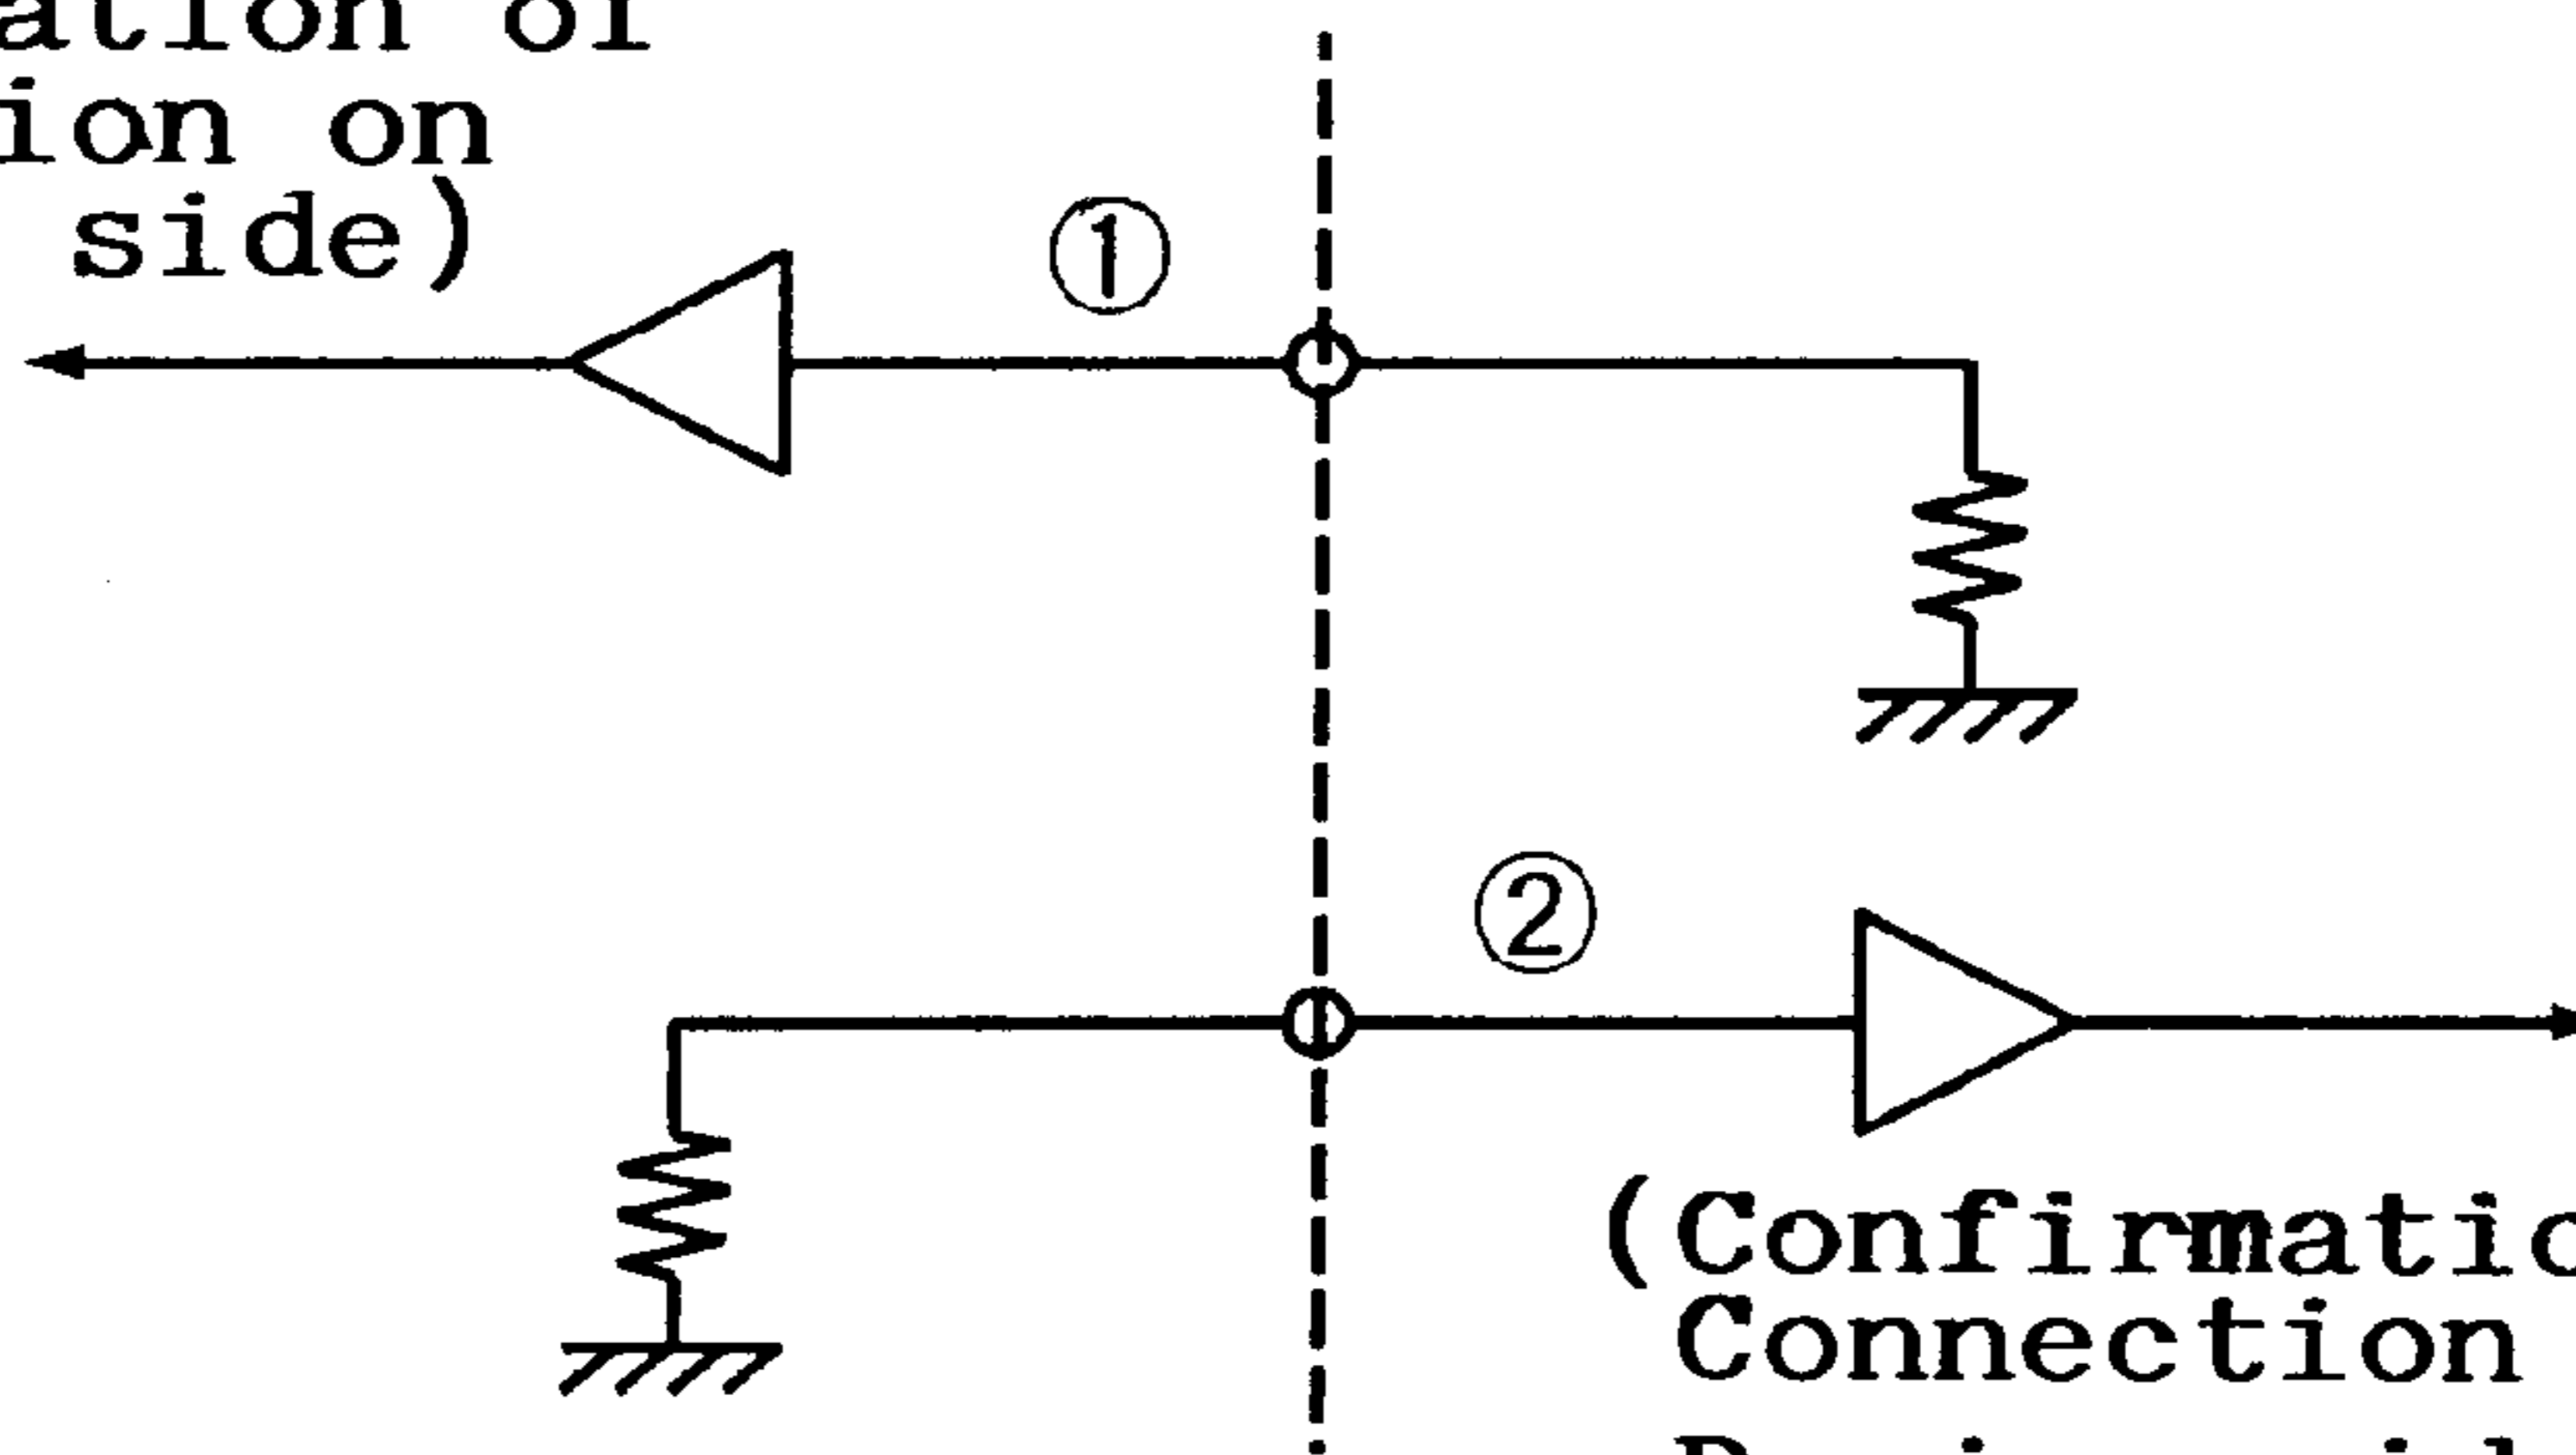 ation of
ion on
side)
①
②
(Confirmatio
Connection